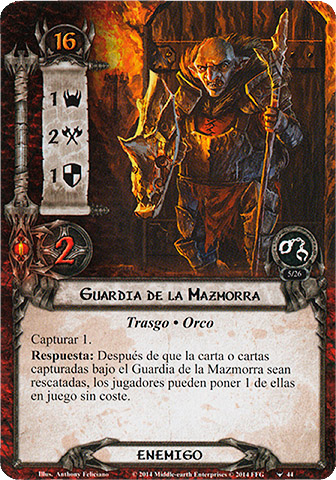 16
1
2
1
2
5/26
Guardia de la Mazmorra
Trasgo • Orco
Capturar 1.
Respuesta: Después de que la carta o cartas
capturadas bajo el Guardia de la Mazmorra sean
rescatadas, los jugadores pueden poner 1 de ellas
en juego sin coste.
ENEMIGO
Illus. Anthony Feliciano © 2014 Middle-earth Enterprises © 2014 FFG 44